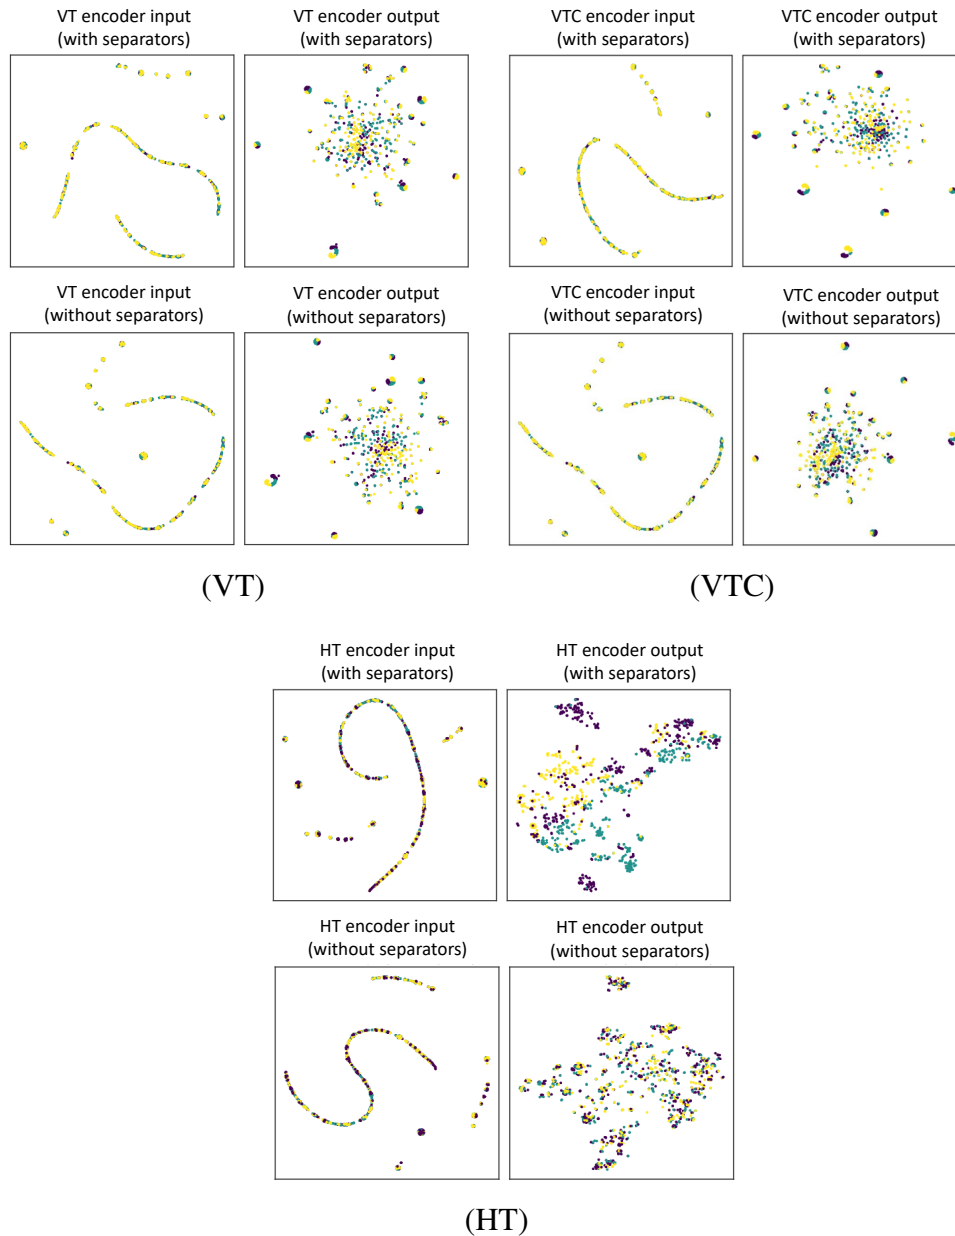 VT encoder input
(with separators)
VT encoder output
(with separators)
VTC encoder input
(with separators)
VTC encoder output
(with separators)
VT encoder input
(without separators)
VT encoder output
(without separators)
VTC encoder input
(without separators)
VTC encoder output
(without separators)
(VT)
(VTC)
HT encoder input
(with separators)
HT encoder output
(with separators)
HT encoder input
(without separators)
HT encoder output
(without separators)
(HT)